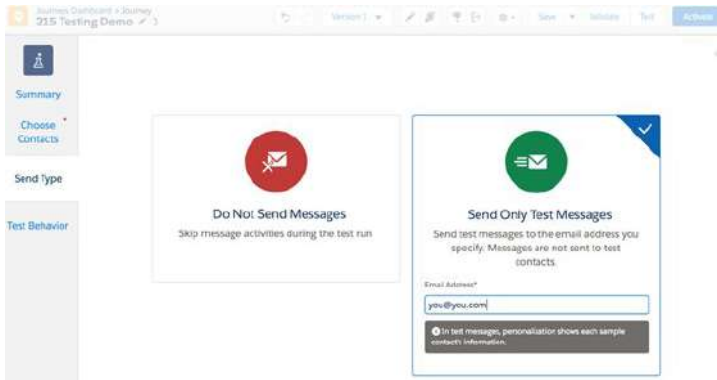 Journey Dashboard > Journey
215 Testing Demo
Version 1
Save
Validate
Test
Activate
Summary
Choose *
Contacts
Send Type
Test Behavior
Do Not Send Messages
Skip message activities during the test run
Send Only Test Messages
Send test messages to the email address you
specify. Messages are not sent to test
contacts.
Email Address*
you@you.com
In test messages, personalization shows each sample
contact's information.